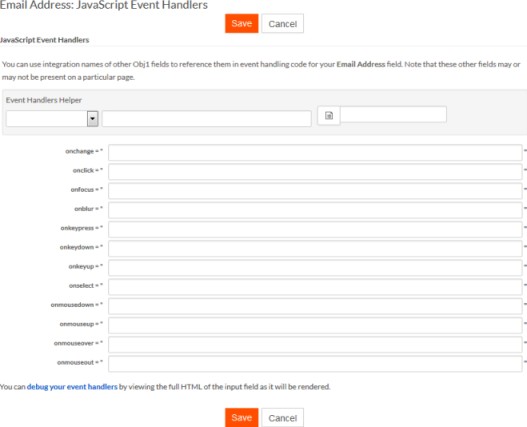 Email Address: JavaScript Event Handlers
Save Cancel
JavaScript Event Handlers
You can use integration names of other Obj1 fields to reference them in event handling code for your Email Address field. Note that these other fields may or
may not be present on a particular page.
Event Handlers Helper
onchange = "
"
onclick = "
"
onfocus = "
"
onblur = "
"
onkeypress = "
"
onkeydown = "
"
onkeyup = "
"
onselect = "
"
onmousedown = "
"
onmouseup = "
"
onmouseover = "
"
onmouseout = "
"
You can debug your event handlers by viewing the full HTML of the input field as it will be rendered.
Save Cancel